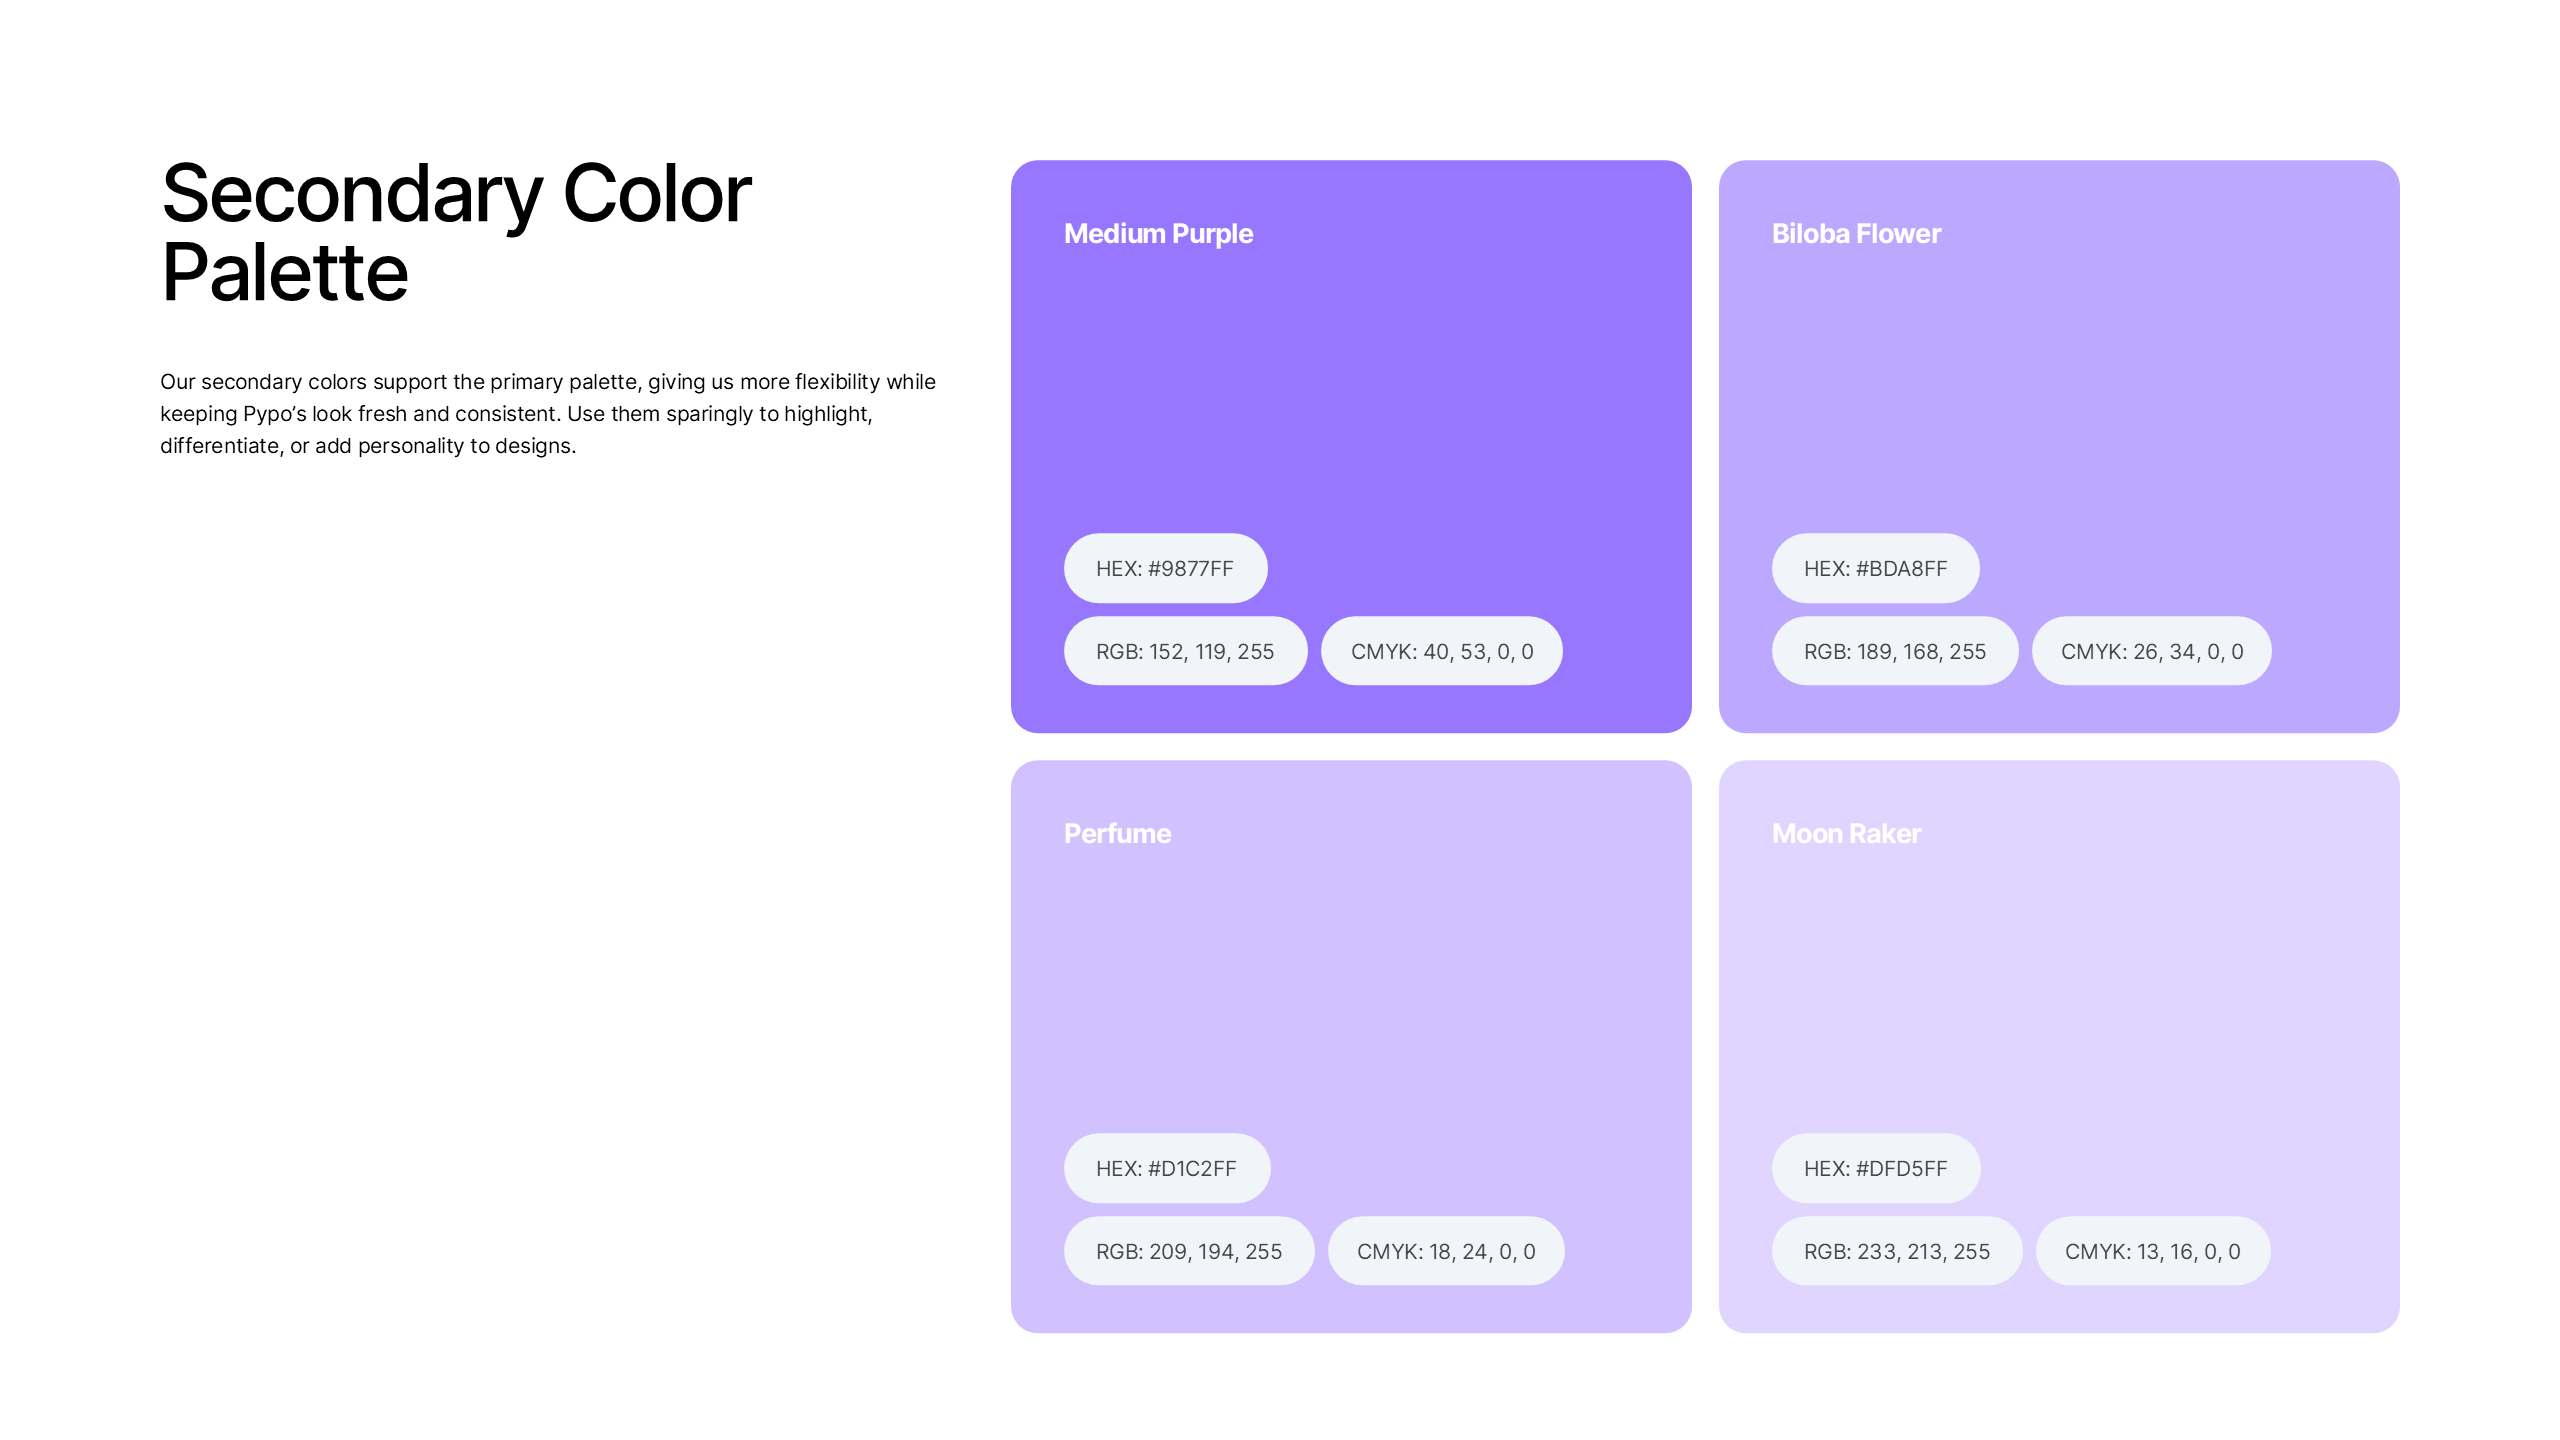 Secondary Color
Palette
Our secondary colors support the primary palette, giving us more flexibility while
keeping Pypo’s look fresh and consistent. Use them sparingly to highlight,
differentiate, or add personality to designs.
Medium Purple
HEX: #9877FF
RGB: 152, 119, 255
CMYK: 40, 53, 0, 0
Biloba Flower
HEX: #BDA8FF
RGB: 189, 168, 255
CMYK: 26, 34, 0, 0
Perfume
HEX: #D1C2FF
RGB: 209, 194, 255
CMYK: 18, 24, 0, 0
Moon Raker
HEX: #DFD5FF
RGB: 233, 213, 255
CMYK: 13, 16, 0, 0